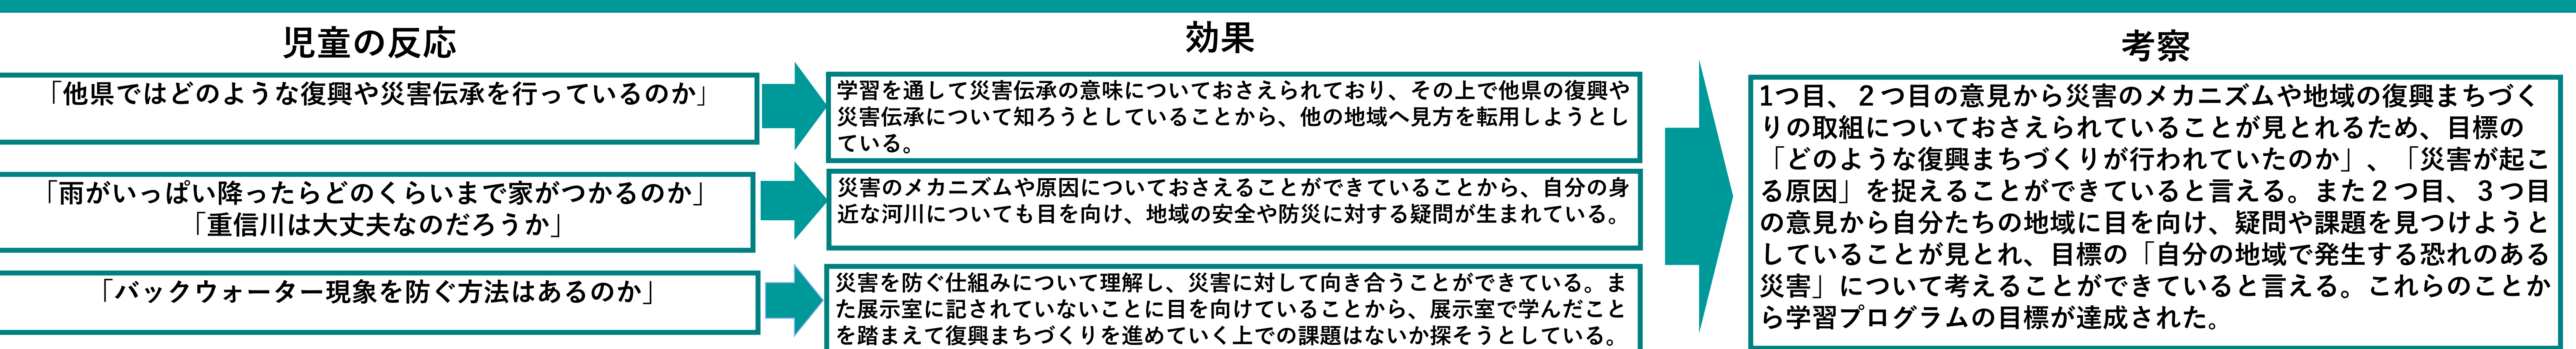 児童の反応
「他県ではどのような復興や災害伝承を行っているのか」
「雨がいっぱい降ったらどのくらいまで家がつかるのか」
「重信川は大丈夫なのだろうか」
「バックウォーター現象を防ぐ方法はあるのか」
効果
学習を通して災害伝承の意味についておさえられており、その上で他県の復興や
災害伝承について知ろうとしていることから、他の地域へ見方を転用しようとし
ている。
災害のメカニズムや原因についておさえることができていることから、自分の身
近な河川についても目を向け、地域の安全や防災に対する疑問が生まれている。
災害を防ぐ仕組みについて理解し、災害に対して向き合うことができている。ま
た展示室に記されていないことに目を向けていることから、展示室で学んだこと
を踏まえて復興まちづくりを進めていく上での課題はないか探そうとしている。
考察
1つ目、２つ目の意見から災害のメカニズムや地域の復興まちづく
りの取組についておさえられていることが見とれるため、目標の
「どのような復興まちづくりが行われていたのか」、「災害が起こ
る原因」を捉えることができていると言える。また２つ目、３つ目
の意見から自分たちの地域に目を向け、疑問や課題を見つけようと
していることが見とれ、目標の「自分の地域で発生する恐れのある
災害」について考えることができていると言える。これらのことか
ら学習プログラムの目標が達成された。